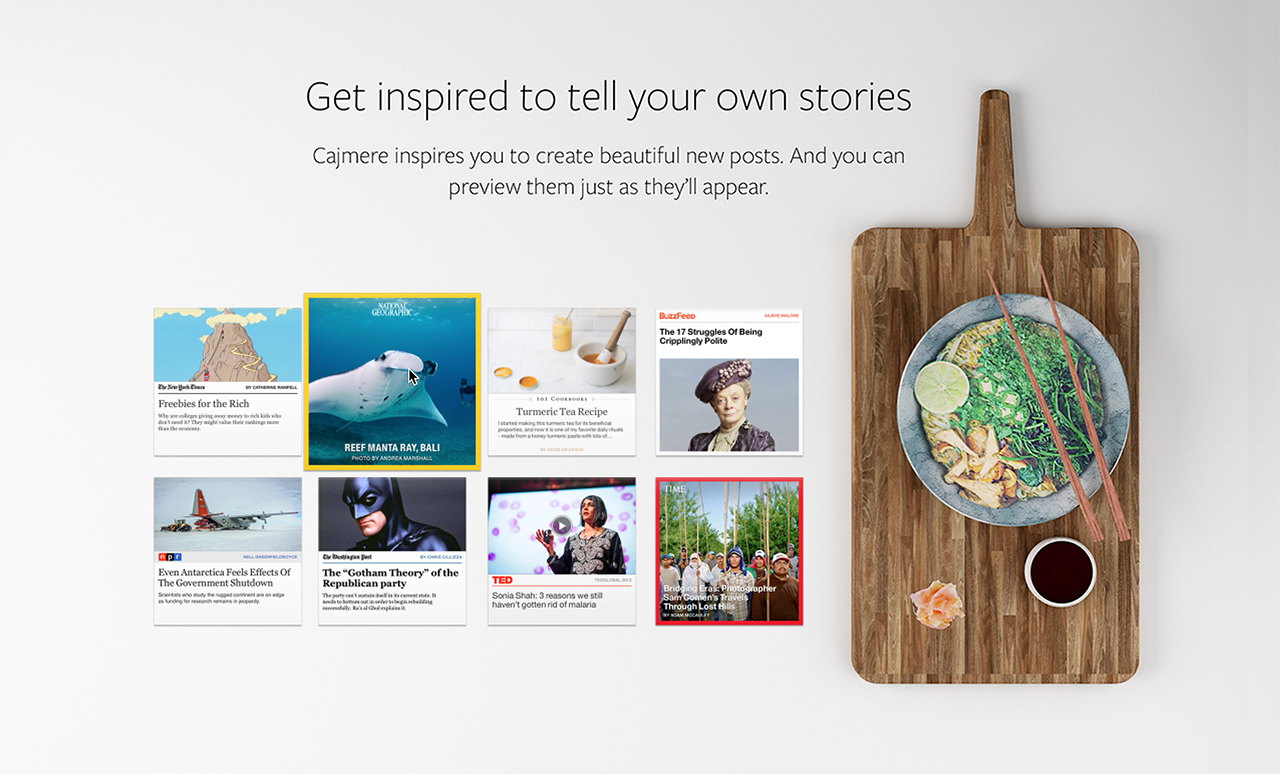 Get inspired to tell your own stories
Cajmere inspires you to create beautiful new posts. And you can
preview them just as they'll appear.
The New York Times
BY CATHERINE RAMPELL
Freebies for the Rich
Why are colleges giving away money to rich kids who
don't need it? They might value their rankings more
than the economy.
NATIONAL
GEOGRAPHIC
REEF MANTA RAY, BALI
PHOTO BY ANDREA MARSHALL
101 COOKBOOKS
Turmeric Tea Recipe
I started making this turmeric tea for its beneficial
properties, and now it is one of my favorite daily rituals
- made from a honey turmeric paste with lots of...
BuzzFeed
The 17 Struggles Of Being
Cripplingly Polite
npr
NELL GREENFIELDBOYCE
Even Antarctica Feels Effects Of
The Government Shutdown
Scientists who study the rugged continent are on edge
as funding for research remains in jeopardy.
The Washington Post
BY CHRIS CILLIZZA
The “Gotham Theory” of the
Republican party
The party can't sustain itself in its current state. It
needs to bottom out in order to begin rebuilding
successfully. Ra's al Ghul explains it.
TED
TEDGLOBAL 2013
Sonia Shah: 3 reasons we still
haven't gotten rid of malaria
TIME
Bridging Eras: Photographer
Sam Comen's Travels
Through Lost Hills
BY ADAM MCCAULEY